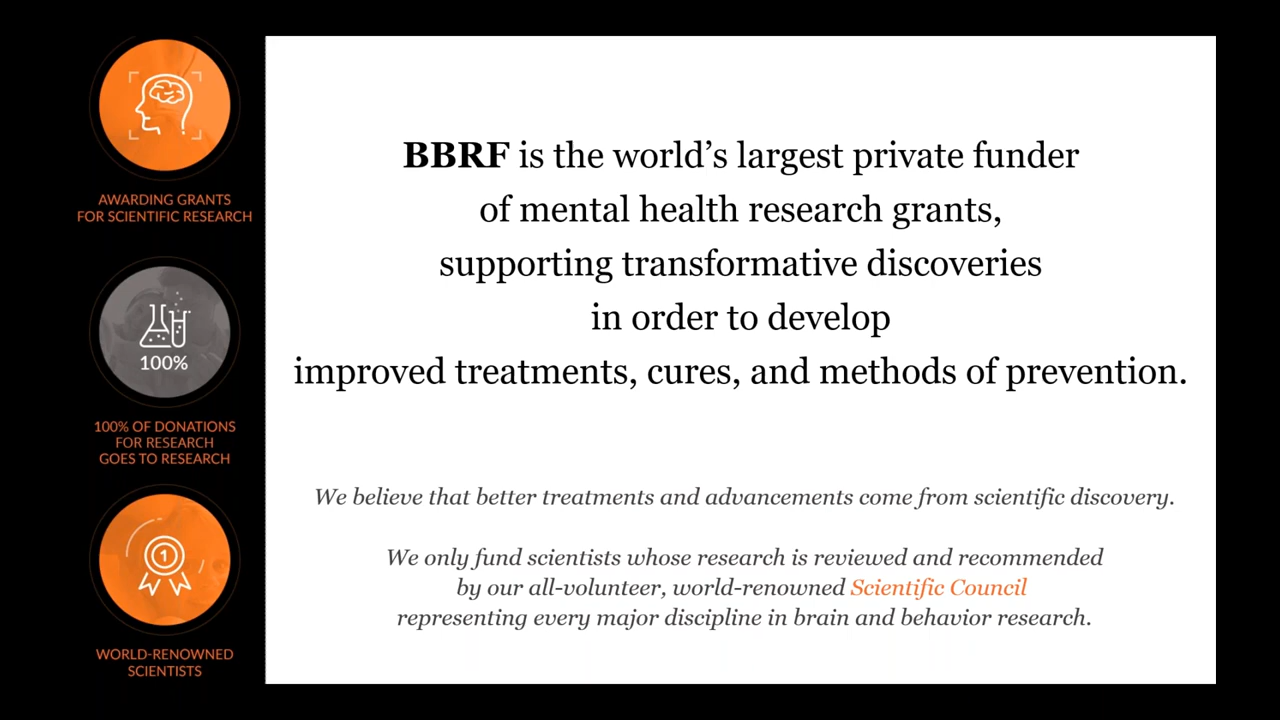 AWARDING GRANTS
FOR SCIENTIFIC RESEARCH
100%
100% OF DONATIONS
FOR RESEARCH
GOES TO RESEARCH
1
WORLD-RENOWNED
SCIENTISTS
BBRF is the world’s largest private funder
of mental health research grants,
supporting transformative discoveries
in order to develop
improved treatments, cures, and methods of prevention.
We believe that better treatments and advancements come from scientific discovery.
We only fund scientists whose research is reviewed and recommended
by our all-volunteer, world-renowned Scientific Council
representing every major discipline in brain and behavior research.